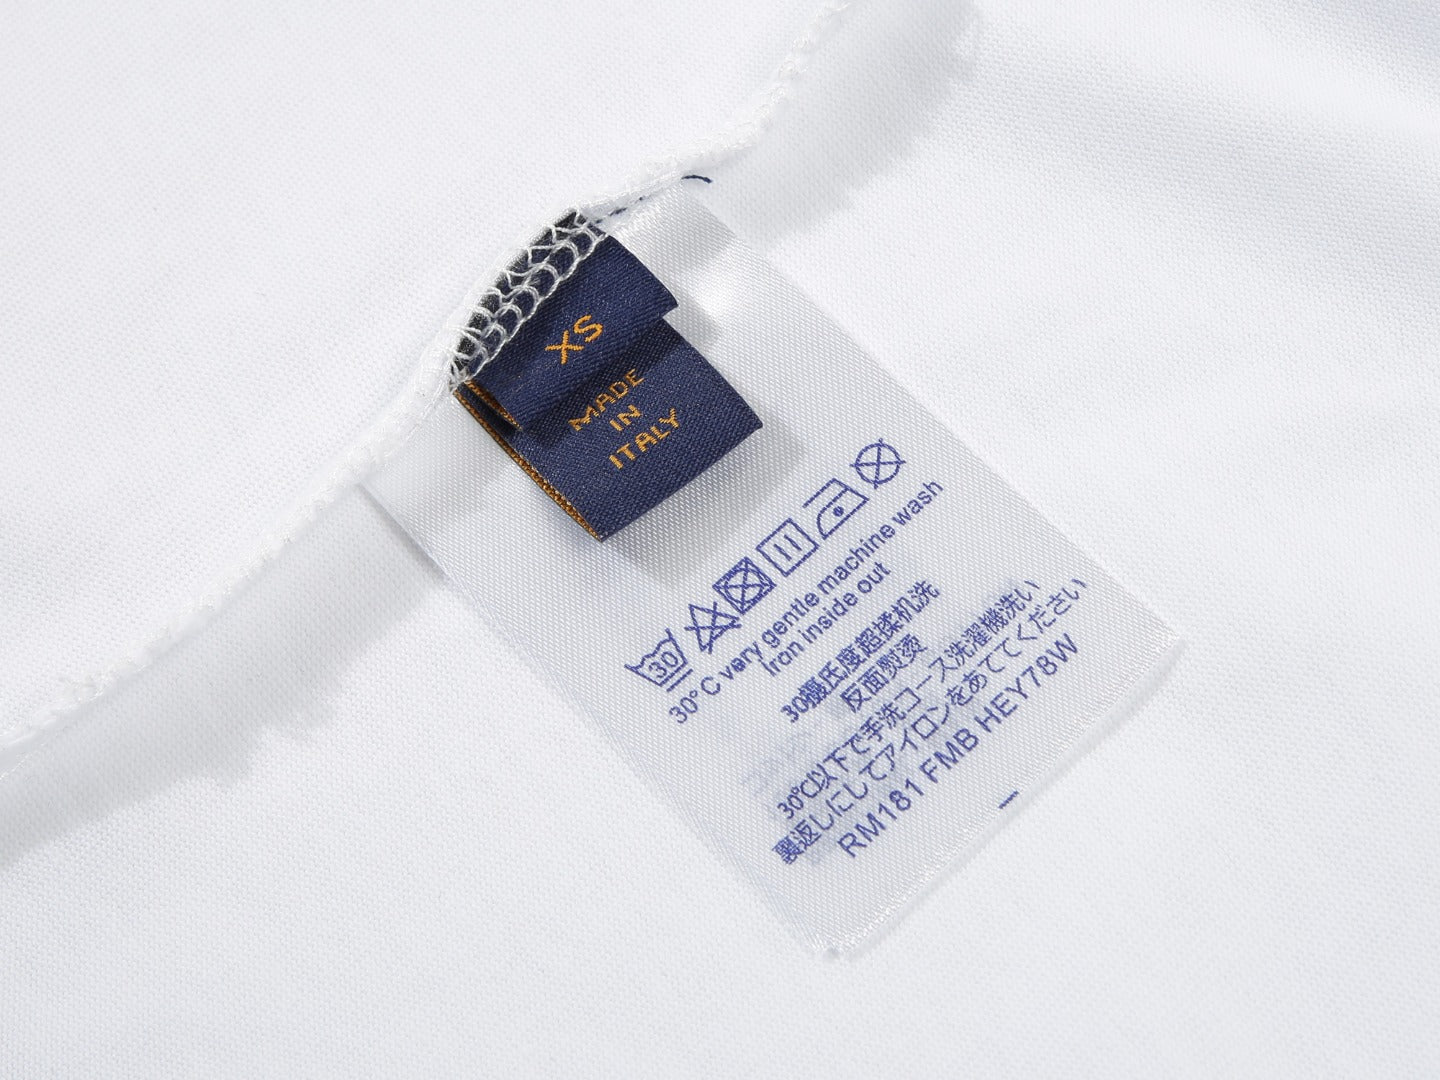 XS
MADE
IN
ITALY
30
30°C very gentle machine wash
Iron inside out
30摄氏度超揉机洗
反面熨烫
30℃以下で手洗コース洗濯機洗い
裏返しにしてアイロンをあててください
RM181 FMB HEY78W